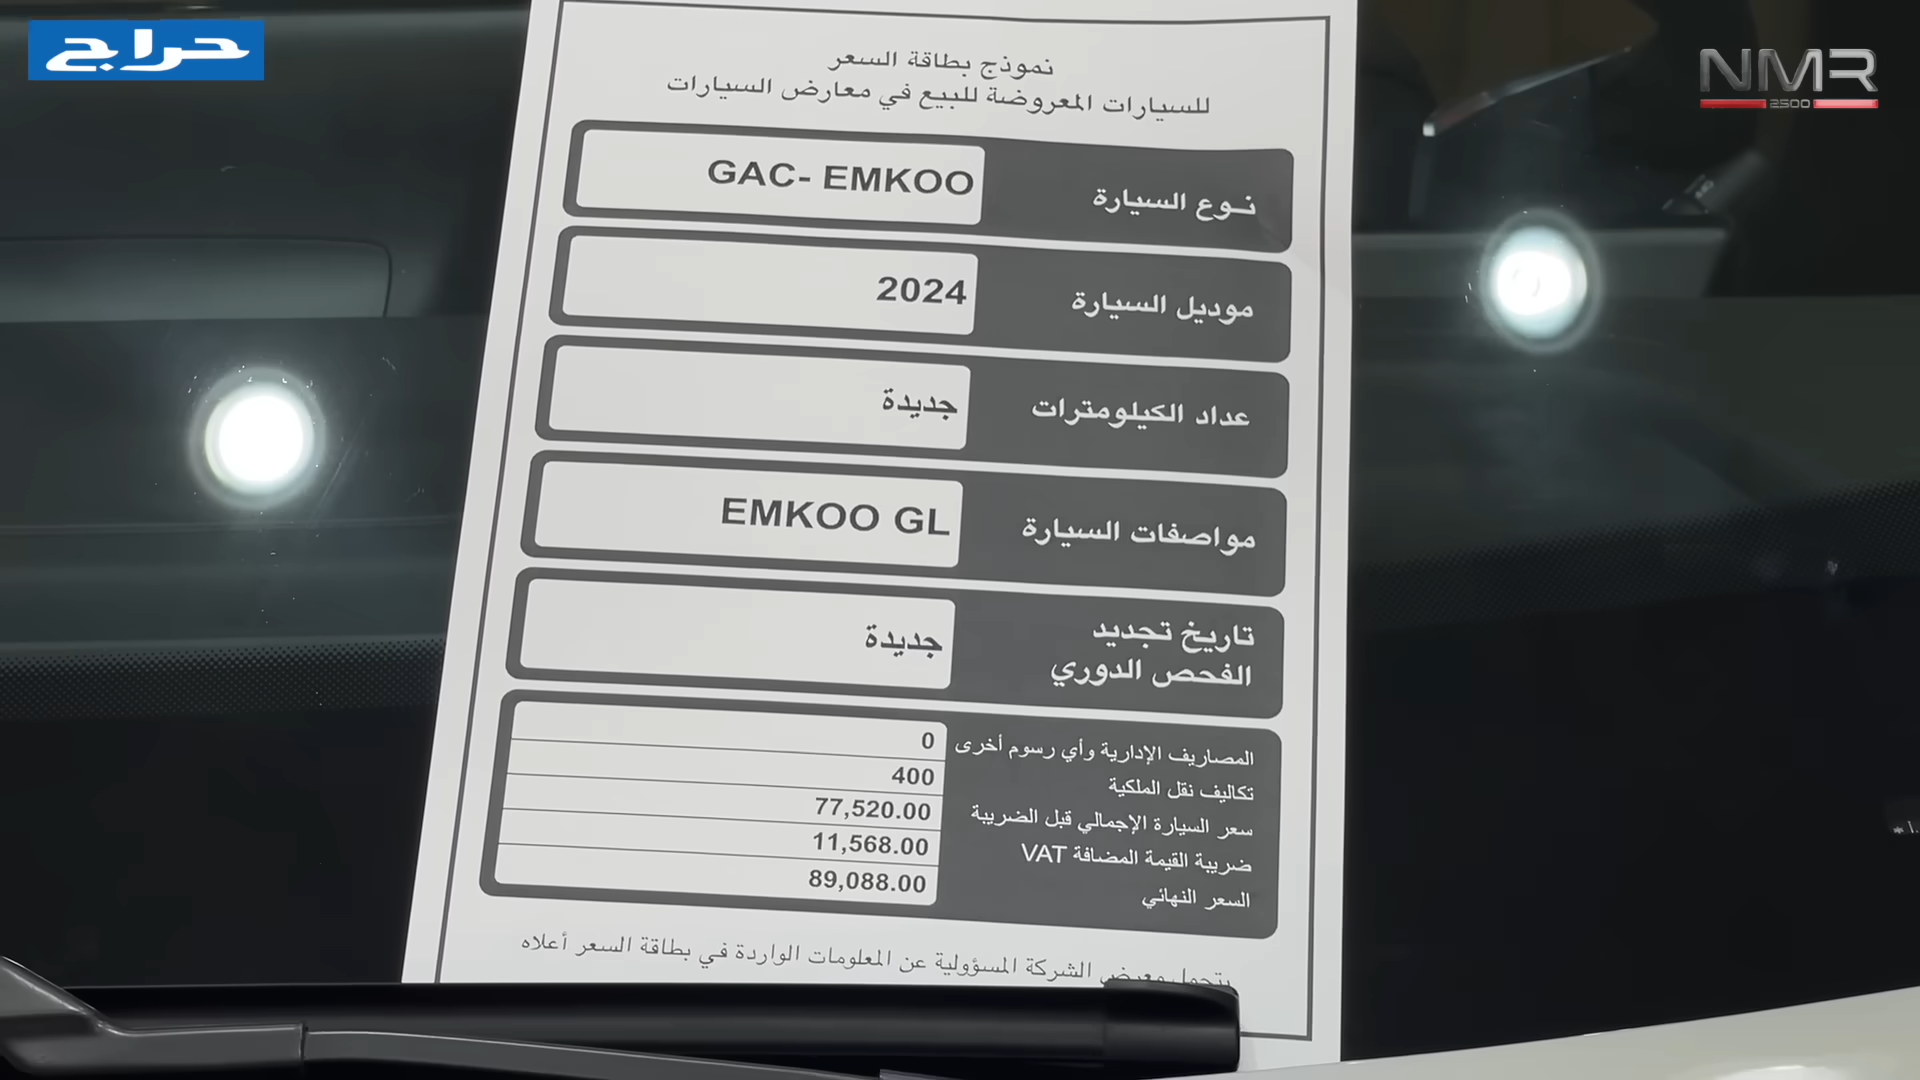 حراج
NMR
2500
نموذج بطاقة السعر
للسيارات المعروضة للبيع في معارض السيارات
نوع السيارة GAC- EMKOO
موديل السيارة 2024
عداد الكيلومترات جديدة
مواصفات السيارة EMKOO GL
تاريخ تجديد
الفحص الدوري جديدة
المصاريف الإدارية وأي رسوم أخرى 0
تكاليف نقل الملكية 400
سعر السيارة الإجمالي قبل الضريبة 77,520.00
ضريبة القيمة المضافة VAT 11,568.00
السعر النهائي 89,088.00
يتحمل معرض الشركة المسؤولية عن المعلومات الواردة في بطاقة السعر أعلاه